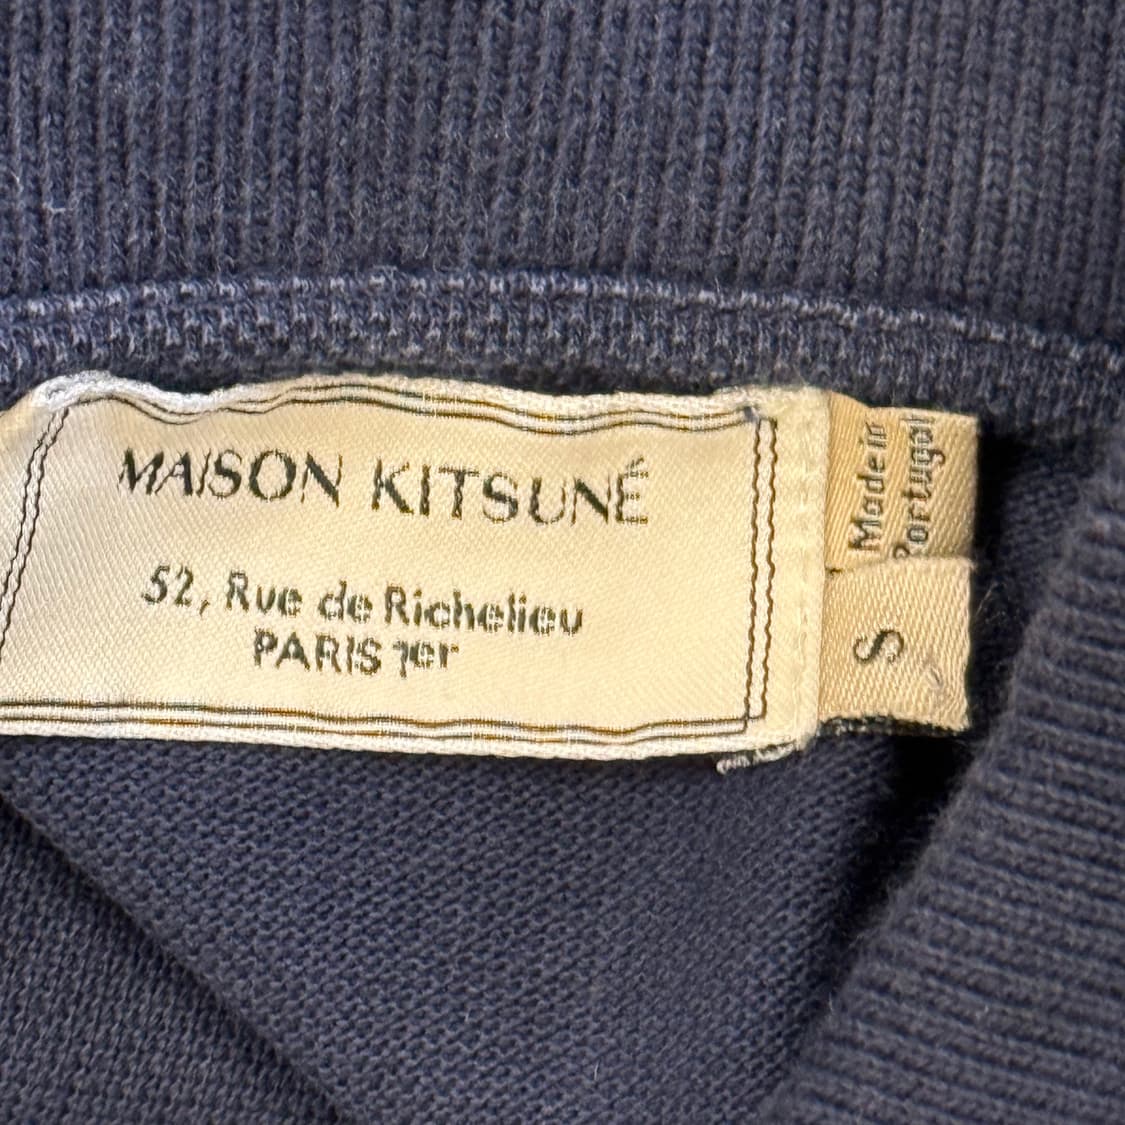 MAISON KITSUNÉ
52, Rue de Richelieu
PARIS 1er
Made in
Portugal
S